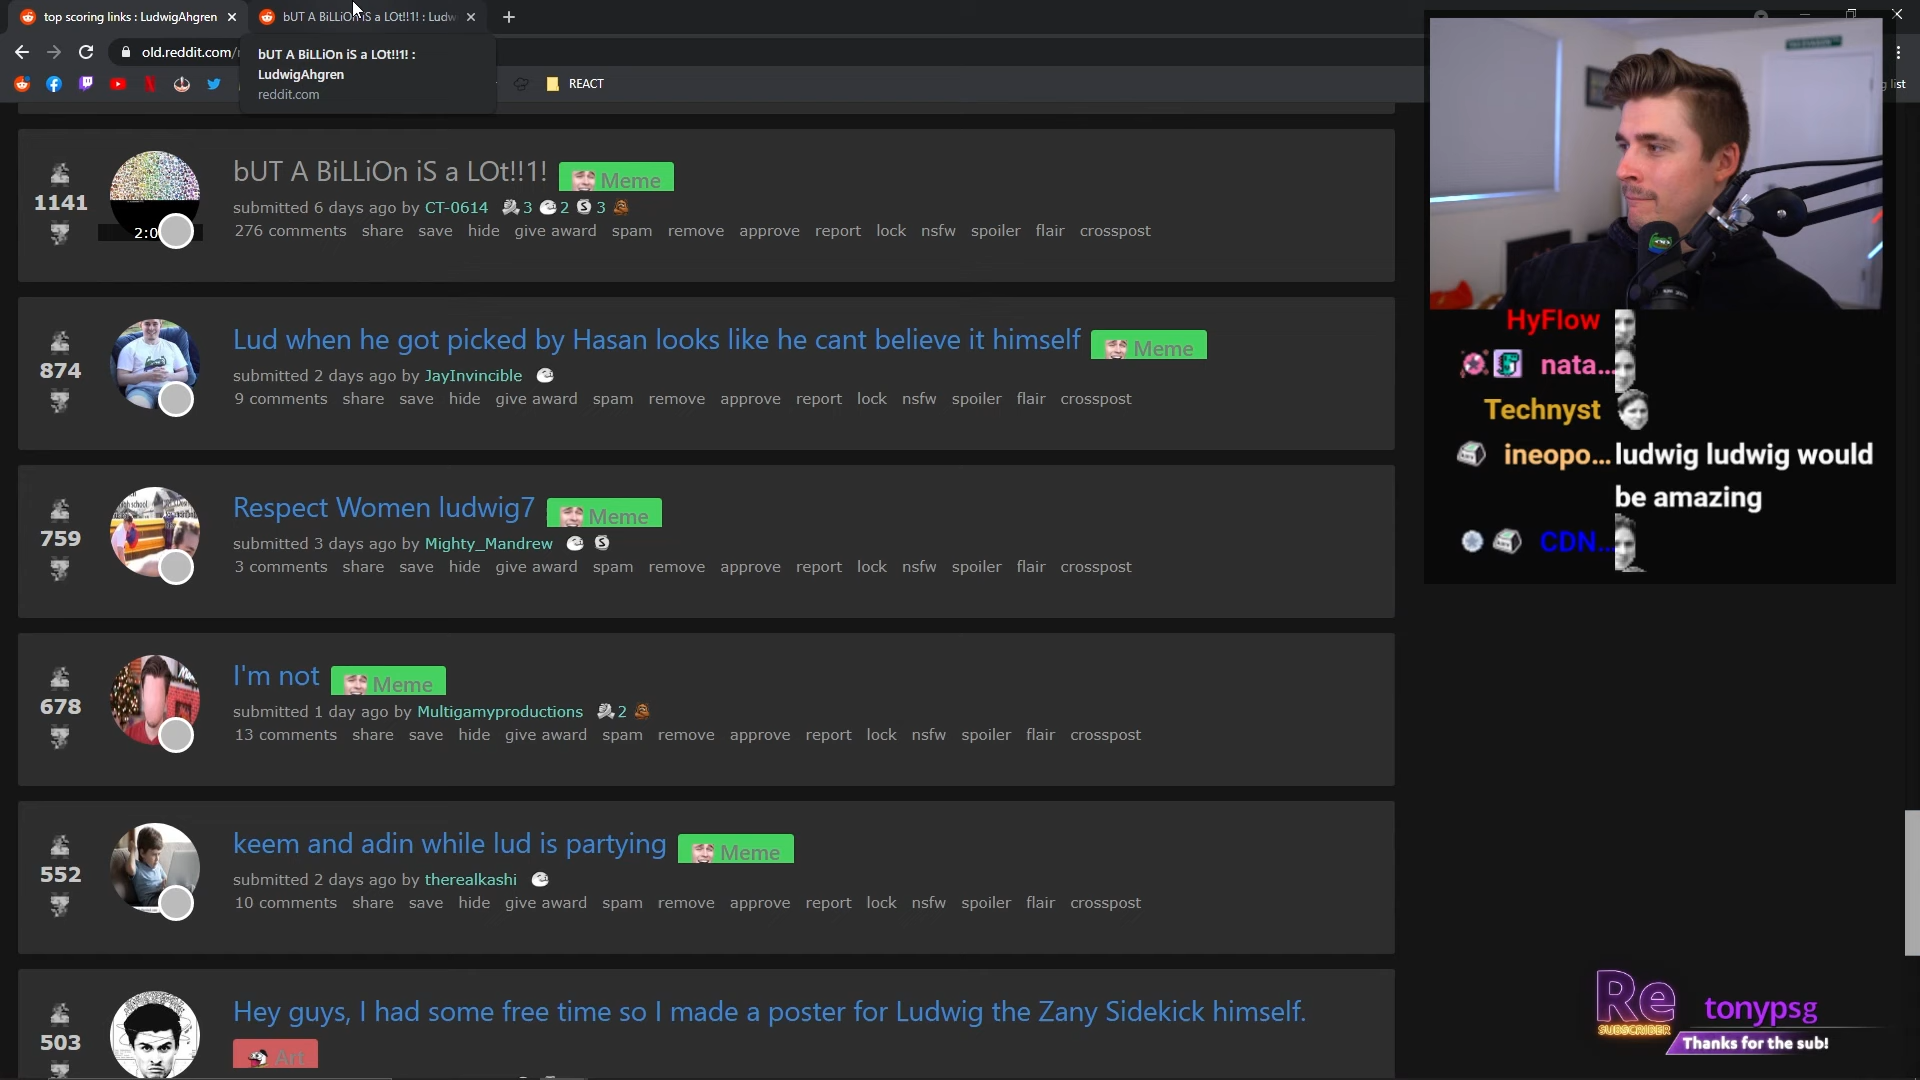 top scoring links : LudwigAhgren
bUT A BiLLiOn iS a LOt!!1! : Ludw
old.reddit.com/
bUT A BiLLiOn iS a LOt!!1! :
LudwigAhgren
reddit.com
REACT
list
1141
bUT A BiLLiOn iS a LOt!!1! Meme
submitted 6 days ago by CT-0614 3 2 S 3
2:0
276 comments share save hide give award spam remove approve report lock nsfw spoiler flair crosspost
874
Lud when he got picked by Hasan looks like he cant believe it himself Meme
submitted 2 days ago by JayInvincible
9 comments share save hide give award spam remove approve report lock nsfw spoiler flair crosspost
759
Respect Women ludwig7 Meme
submitted 3 days ago by Mighty_Mandrew S
3 comments share save hide give award spam remove approve report lock nsfw spoiler flair crosspost
678
I'm not Meme
submitted 1 day ago by Multigamyproductions 2
13 comments share save hide give award spam remove approve report lock nsfw spoiler flair crosspost
552
keem and adin while lud is partying Meme
submitted 2 days ago by therealkashi
10 comments share save hide give award spam remove approve report lock nsfw spoiler flair crosspost
503
Hey guys, I had some free time so I made a poster for Ludwig the Zany Sidekick himself.
Art
HyFlow
nata...
Technyst
ineopo... ludwig ludwig would
be amazing
CDN...
Re
SUBSCRIBER
tonypsg
Thanks for the sub!